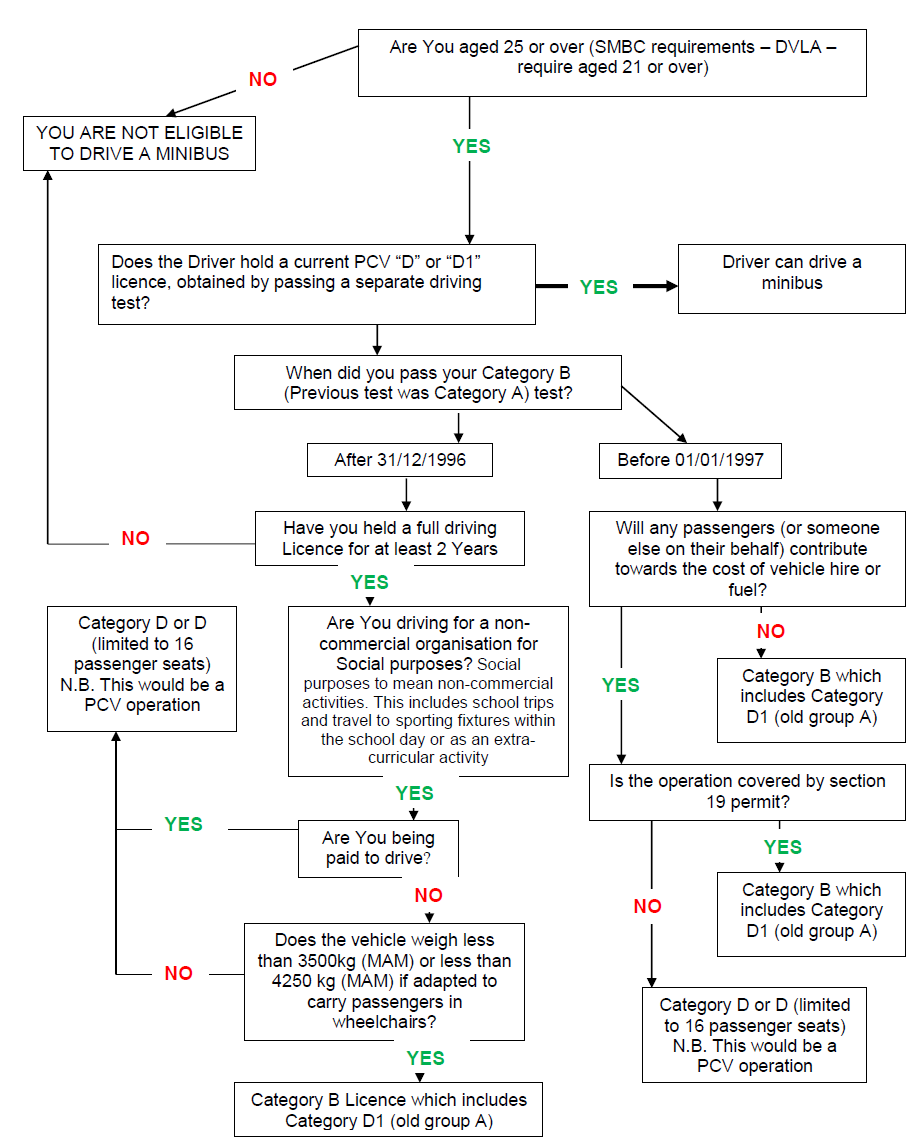 Are You aged 25 or over (SMBC requirements – DVLA –
require aged 21 or over)
NO
YOU ARE NOT ELIGIBLE
TO DRIVE A MINIBUS
YES
Does the Driver hold a current PCV “D” or “D1”
licence, obtained by passing a separate driving
test?
YES
Driver can drive a
minibus
When did you pass your Category B
(Previous test was Category A) test?
After 31/12/1996
Before 01/01/1997
Have you held a full driving
Licence for at least 2 Years
NO
YES
Will any passengers (or someone
else on their behalf) contribute
towards the cost of vehicle hire or
fuel?
NO
YES
Category B which
includes Category
D1 (old group A)
Category D or D
(limited to 16
passenger seats)
N.B. This would be a
PCV operation
Are You driving for a non-
commercial organisation for
Social purposes? Social
purposes to mean non-commercial
activities. This includes school trips
and travel to sporting fixtures within
the school day or as an extra-
curricular activity
YES
Is the operation covered by section
19 permit?
YES
Are You being
paid to drive?
YES
NO
NO
Category B which
includes Category
D1 (old group A)
Does the vehicle weigh less
than 3500kg (MAM) or less than
4250 kg (MAM) if adapted to
carry passengers in
wheelchairs?
NO
YES
Category D or D (limited
to 16 passenger seats)
N.B. This would be a
PCV operation
Category B Licence which includes
Category D1 (old group A)